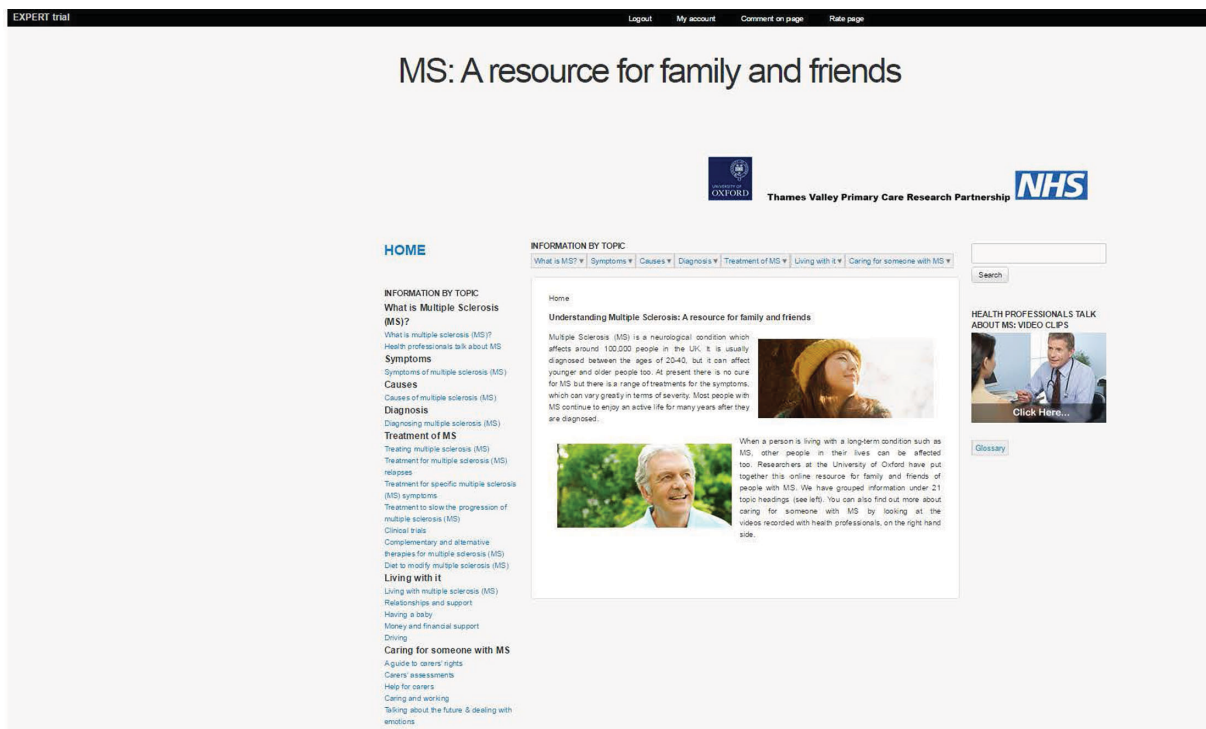 EXPERT trial
Logout My account Comment on page Rate page
MS: A resource for family and friends
UNIVERSITY OF
OXFORD
Thames Valley Primary Care Research Partnership
NHS
HOME
INFORMATION BY TOPIC
What is Multiple Sclerosis
(MS)?
What is multiple sclerosis (MS)?
Health professionals talk about MS
Symptoms
Symptoms of multiple sclerosis (MS)
Causes
Causes of multiple sclerosis (MS)
Diagnosis
Diagnosing multiple sclerosis (MS)
Treatment of MS
Treating multiple sclerosis (MS)
Treatment for multiple sclerosis (MS)
relapses
Treatment for specific multiple sclerosis
(MS) symptoms
Treatment to slow the progression of
multiple sclerosis (MS)
Clinical trials
Complementary and alternative
therapies for multiple sclerosis (MS)
Diet to modify multiple sclerosis (MS)
Living with it
Living with multiple sclerosis (MS)
Relationships and support
Having a baby
Money and financial support
Driving
Caring for someone with MS
A guide to carers' rights
Carers' assessments
Help for carers
Caring and working
Talking about the future & dealing with
emotions
INFORMATION BY TOPIC
What is MS? ▾ Symptoms ▾ Causes ▾ Diagnosis ▾ Treatment of MS ▾ Living with it ▾ Caring for someone with MS ▾
Home
Understanding Multiple Sclerosis: A resource for family and friends
Multiple Sclerosis (MS) is a neurological condition which
affects around 100,000 people in the UK. It is usually
diagnosed between the ages of 20-40, but it can affect
younger and older people too. At present there is no cure
for MS but there is a range of treatments for the symptoms,
which can vary greatly in terms of severity. Most people with
MS continue to enjoy an active life for many years after they
are diagnosed.
When a person is living with a long-term condition such as
MS, other people in their lives can be affected
too. Researchers at the University of Oxford have put
together this online resource for family and friends of
people with MS. We have grouped information under 21
topic headings (see left). You can also find out more about
caring for someone with MS by looking at the
videos recorded with health professionals, on the right hand
side.
Search
HEALTH PROFESSIONALS TALK
ABOUT MS: VIDEO CLIPS
Click Here...
Glossary